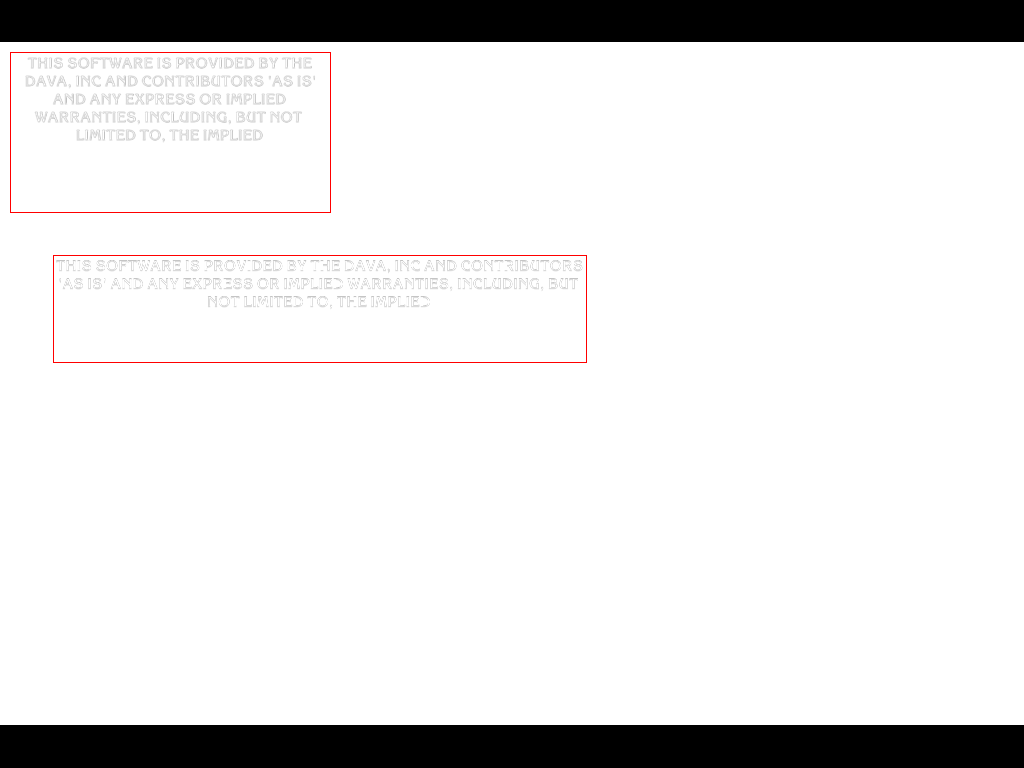 THIS SOFTWARE IS PROVIDED BY THE
DAVA, INC AND CONTRIBUTORS 'AS IS'
AND ANY EXPRESS OR IMPLIED
WARRANTIES, INCLUDING, BUT NOT
LIMITED TO, THE IMPLIED
THIS SOFTWARE IS PROVIDED BY THE DAVA, INC AND CONTRIBUTORS
'AS IS' AND ANY EXPRESS OR IMPLIED WARRANTIES, INCLUDING, BUT
NOT LIMITED TO, THE IMPLIED